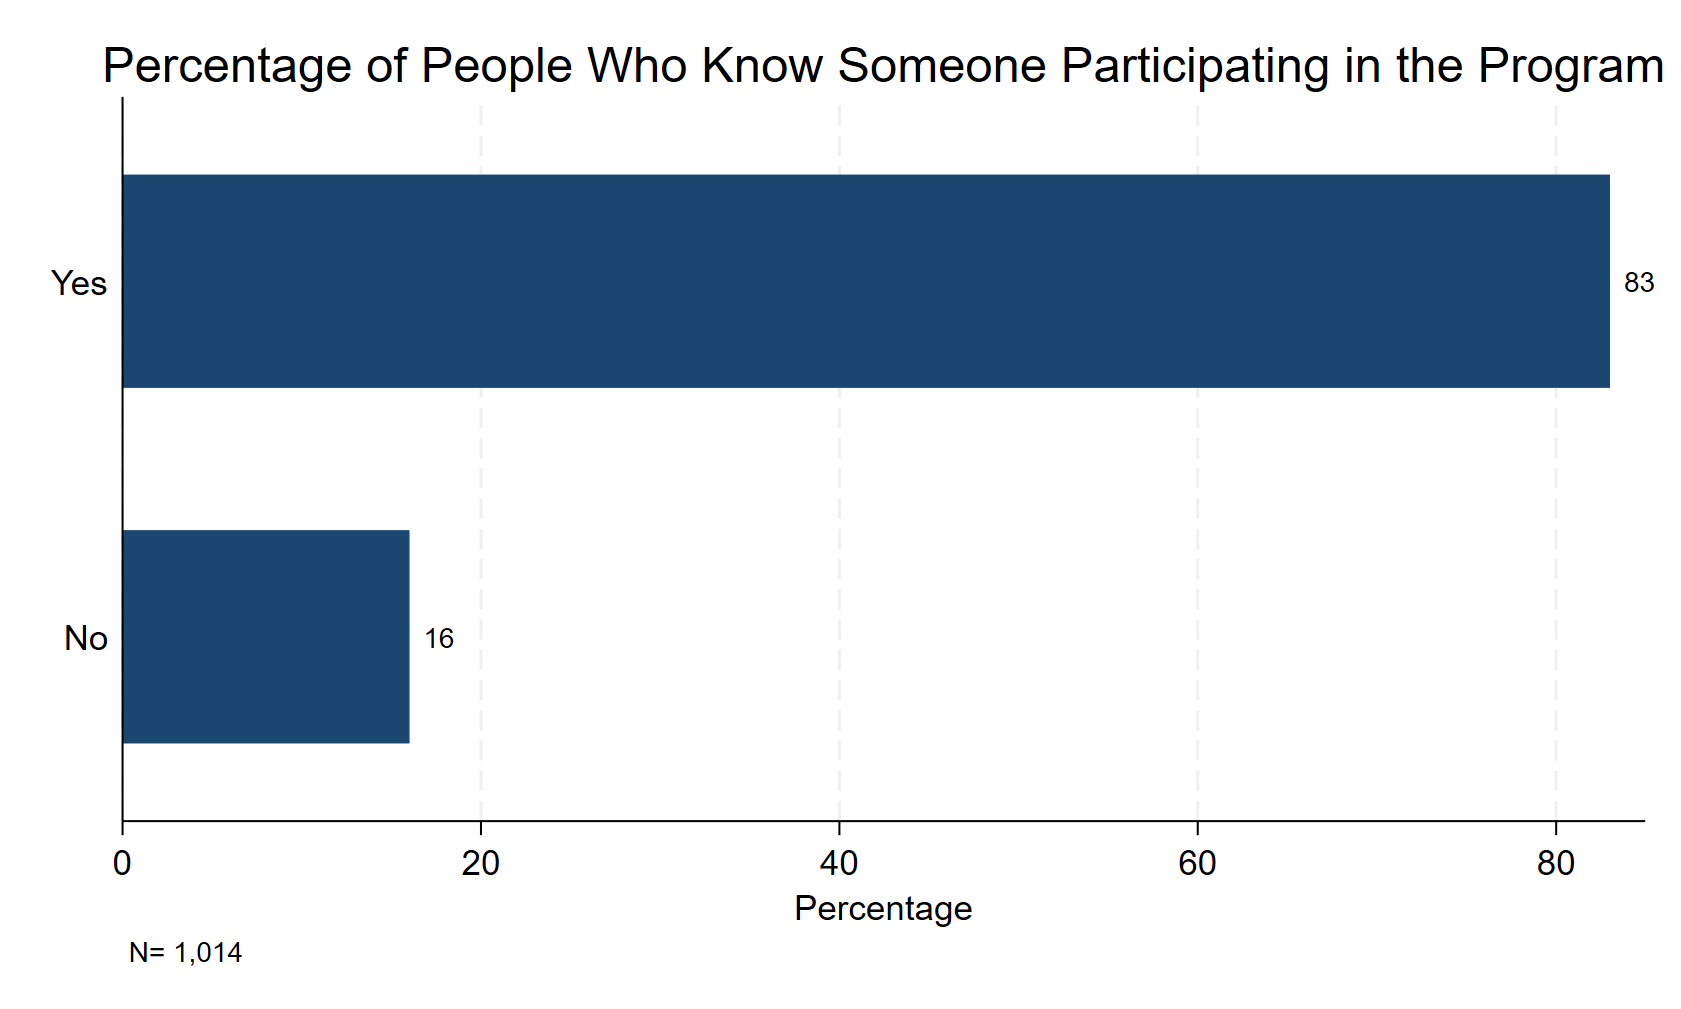 Percentage of People Who Know Someone Participating in the Program
Yes
83
No
16
0 20 40 60 80
Percentage
N= 1,014